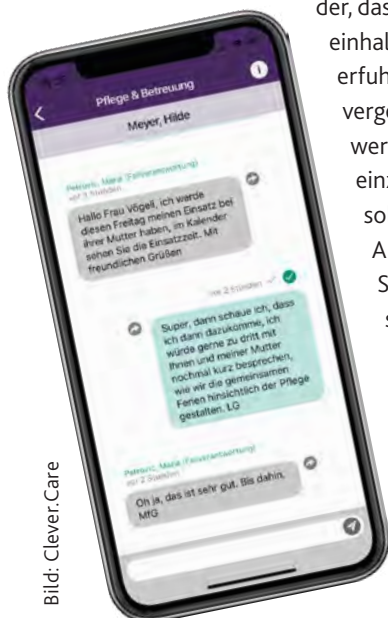 Pflege & Betreuung
Meyer, Hilde
Petrovic, Maria (Fallverantwortung)
vor 3 Stunden
Hallo Frau Vögeli, ich werde
diesen Freitag meinen Einsatz bei
ihrer Mutter haben, im Kalender
sehen Sie die Einsatzzeit. Mit
freundlichen Grüßen
vor 2 Stunden
Super, dann schaue ich, dass
ich dann dazukomme, ich
würde gerne zu dritt mit
Ihnen und meiner Mutter
nochmal kurz besprechen,
wie wir die gemeinsamen
Ferien hinsichtlich der Pflege
gestalten. LG
Petrovic, Maria (Fallverantwortung)
vor 2 Stunden
Oh ja, das ist sehr gut. Bis dahin,
MfG
Bild: Clever.Care
der, das
einhal
erfuh
verge
wer
einz
so
A
S
s